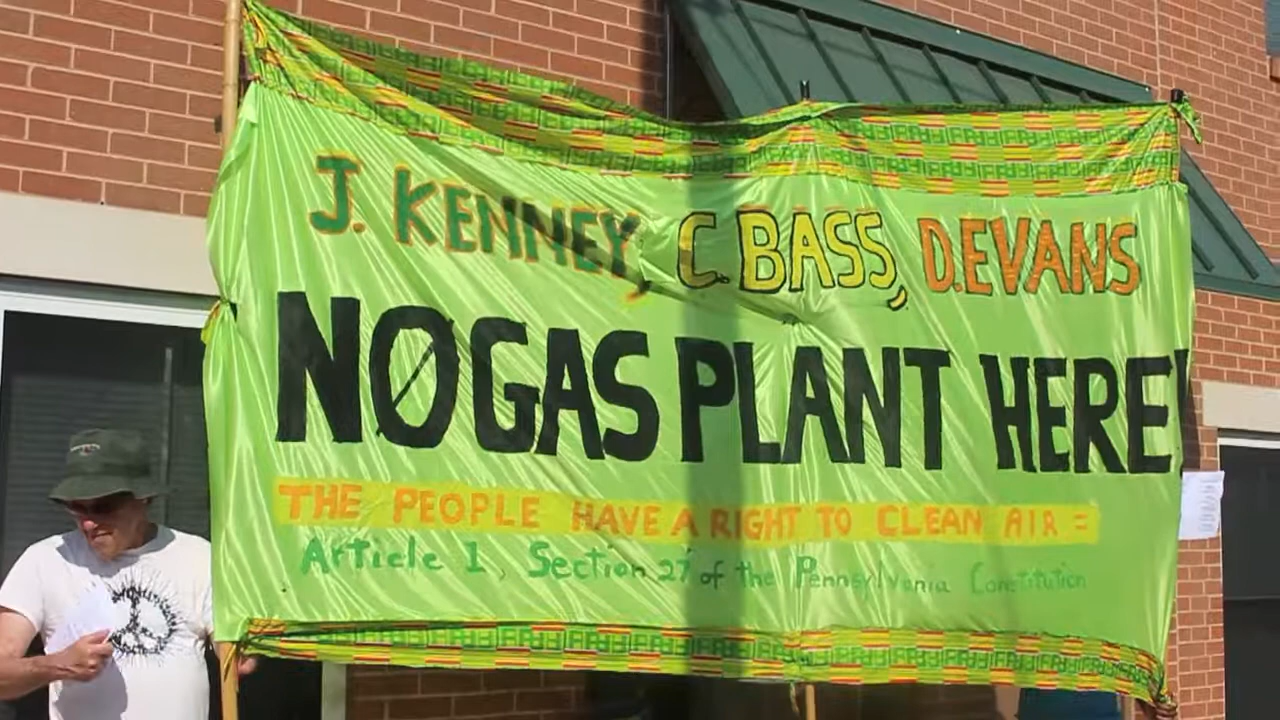 J. KENNEY, C. BASS, D. EVANS
NO GAS PLANT HERE!
THE PEOPLE HAVE A RIGHT TO CLEAN AIR =
Article 1, Section 27 of the Pennsylvania Constitution